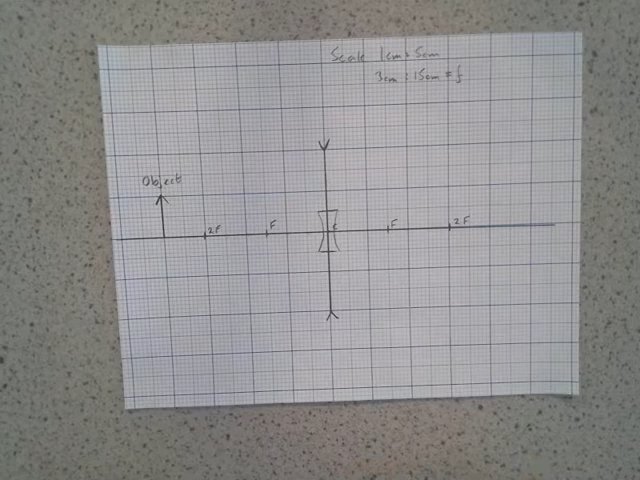 Scale 1cm : 5cm
3cm : 15cm = f
Object
2F
F
F
2F